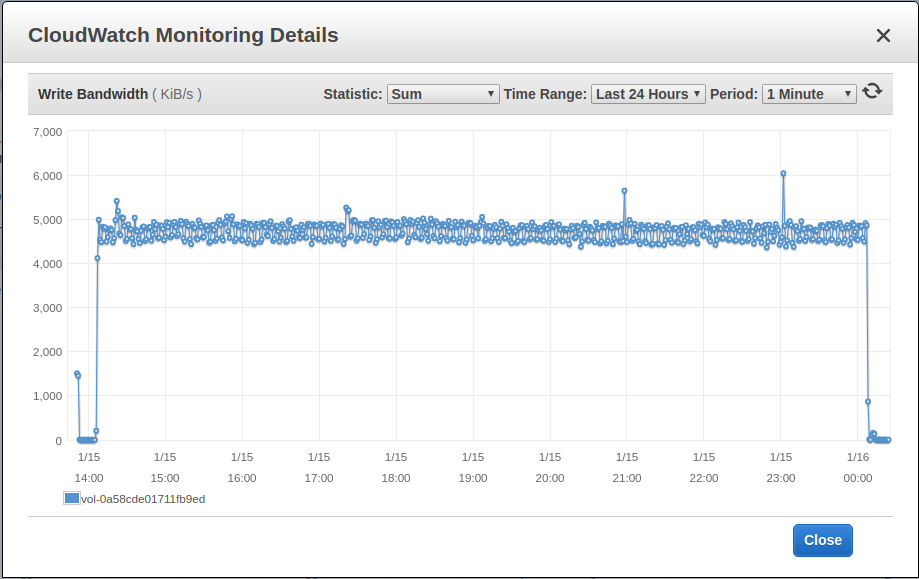 CloudWatch Monitoring Details
Write Bandwidth ( KiB/s ) Statistic: Sum Time Range: Last 24 Hours Period: 1 Minute
7,000
6,000
5,000
4,000
3,000
2,000
1,000
0
1/15 1/15 1/15 1/15 1/15 1/15 1/15 1/15 1/15 1/15 1/16
14:00 15:00 16:00 17:00 18:00 19:00 20:00 21:00 22:00 23:00 00:00
vol-0a58cde01711fb9ed
Close